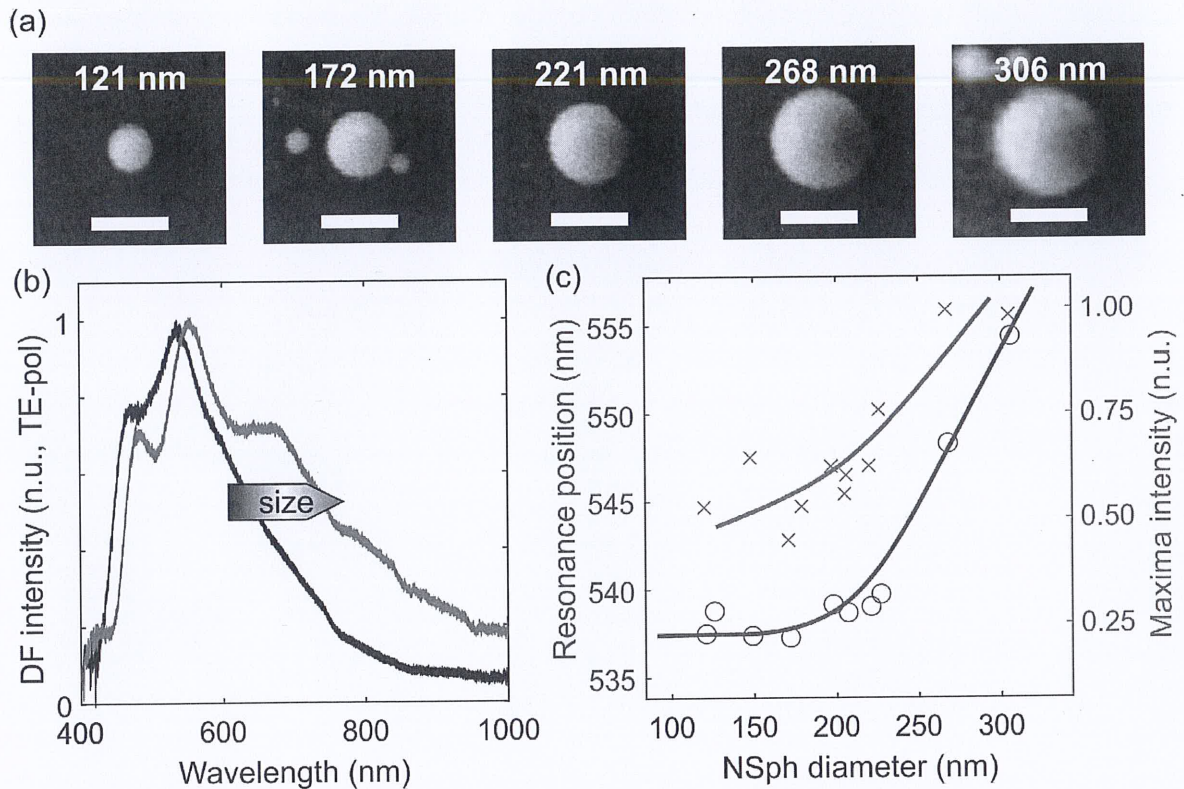 (a)
121 nm
172 nm
221 nm
268 nm
306 nm
(b)
DF intensity (n.u., TE-pol)
1
0
size
400
600
800
1000
Wavelength (nm)
(c)
Resonance position (nm)
555
550
545
540
535
1.00
0.75
0.50
0.25
Maxima intensity (n.u.)
100
150
200
250
300
NSph diameter (nm)